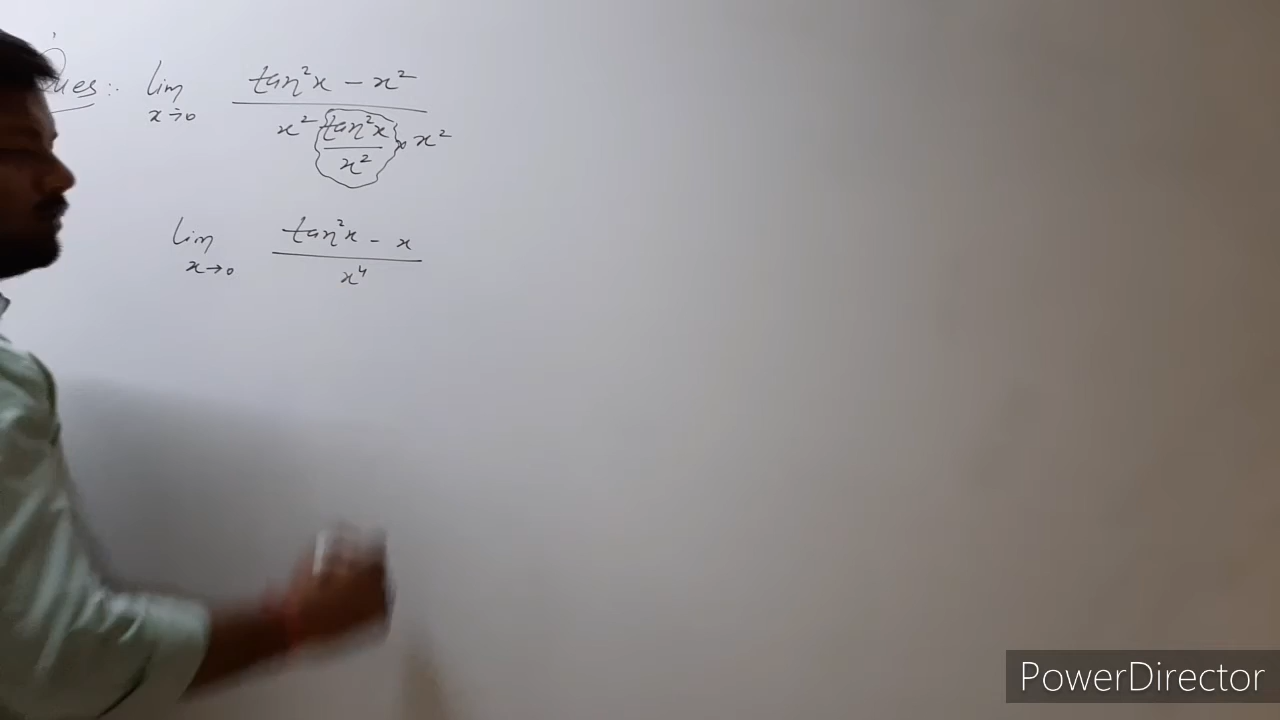 Ques:. lim x→0 tan²x - x²
x² tan²x/x² × x²
lim x→0 tan²x - x
x⁴
PowerDirector